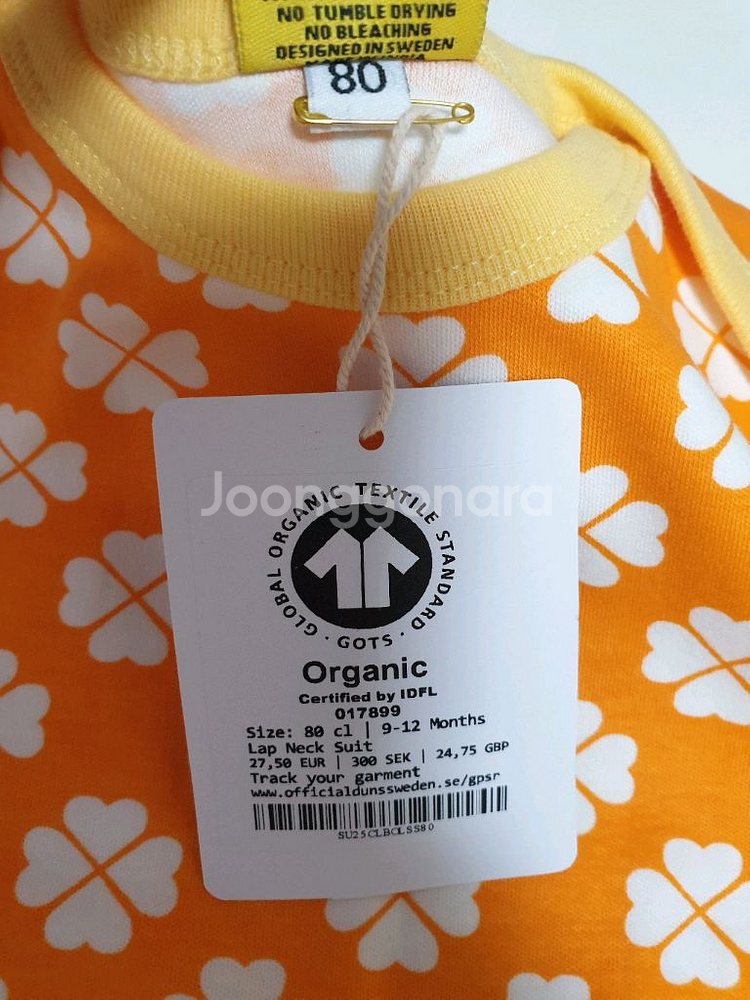 NO TUMBLE DRYING
NO BLEACHING
DESIGNED IN SWEDEN
80
Joonggonara
GLOBAL ORGANIC TEXTILE STANDARD · GOTS ·
Organic
Certified by IDFL
017899
Size: 80 cl | 9-12 Months
Lap Neck Suit
27,50 EUR | 300 SEK | 24,75 GBP
Track your garment
www.officialdunssweden.se/gpsr
SU25CLBCLSS80